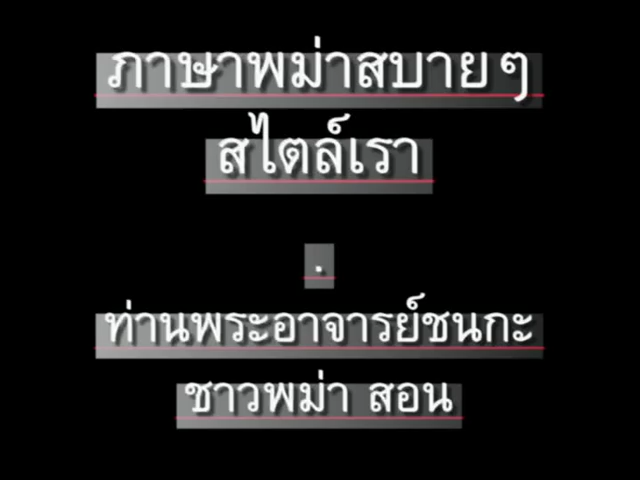 ภาษาพม่าสบายๆ
สไตล์เรา
.
ท่านพระอาจารย์ชนกะ
ชาวพม่า สอน